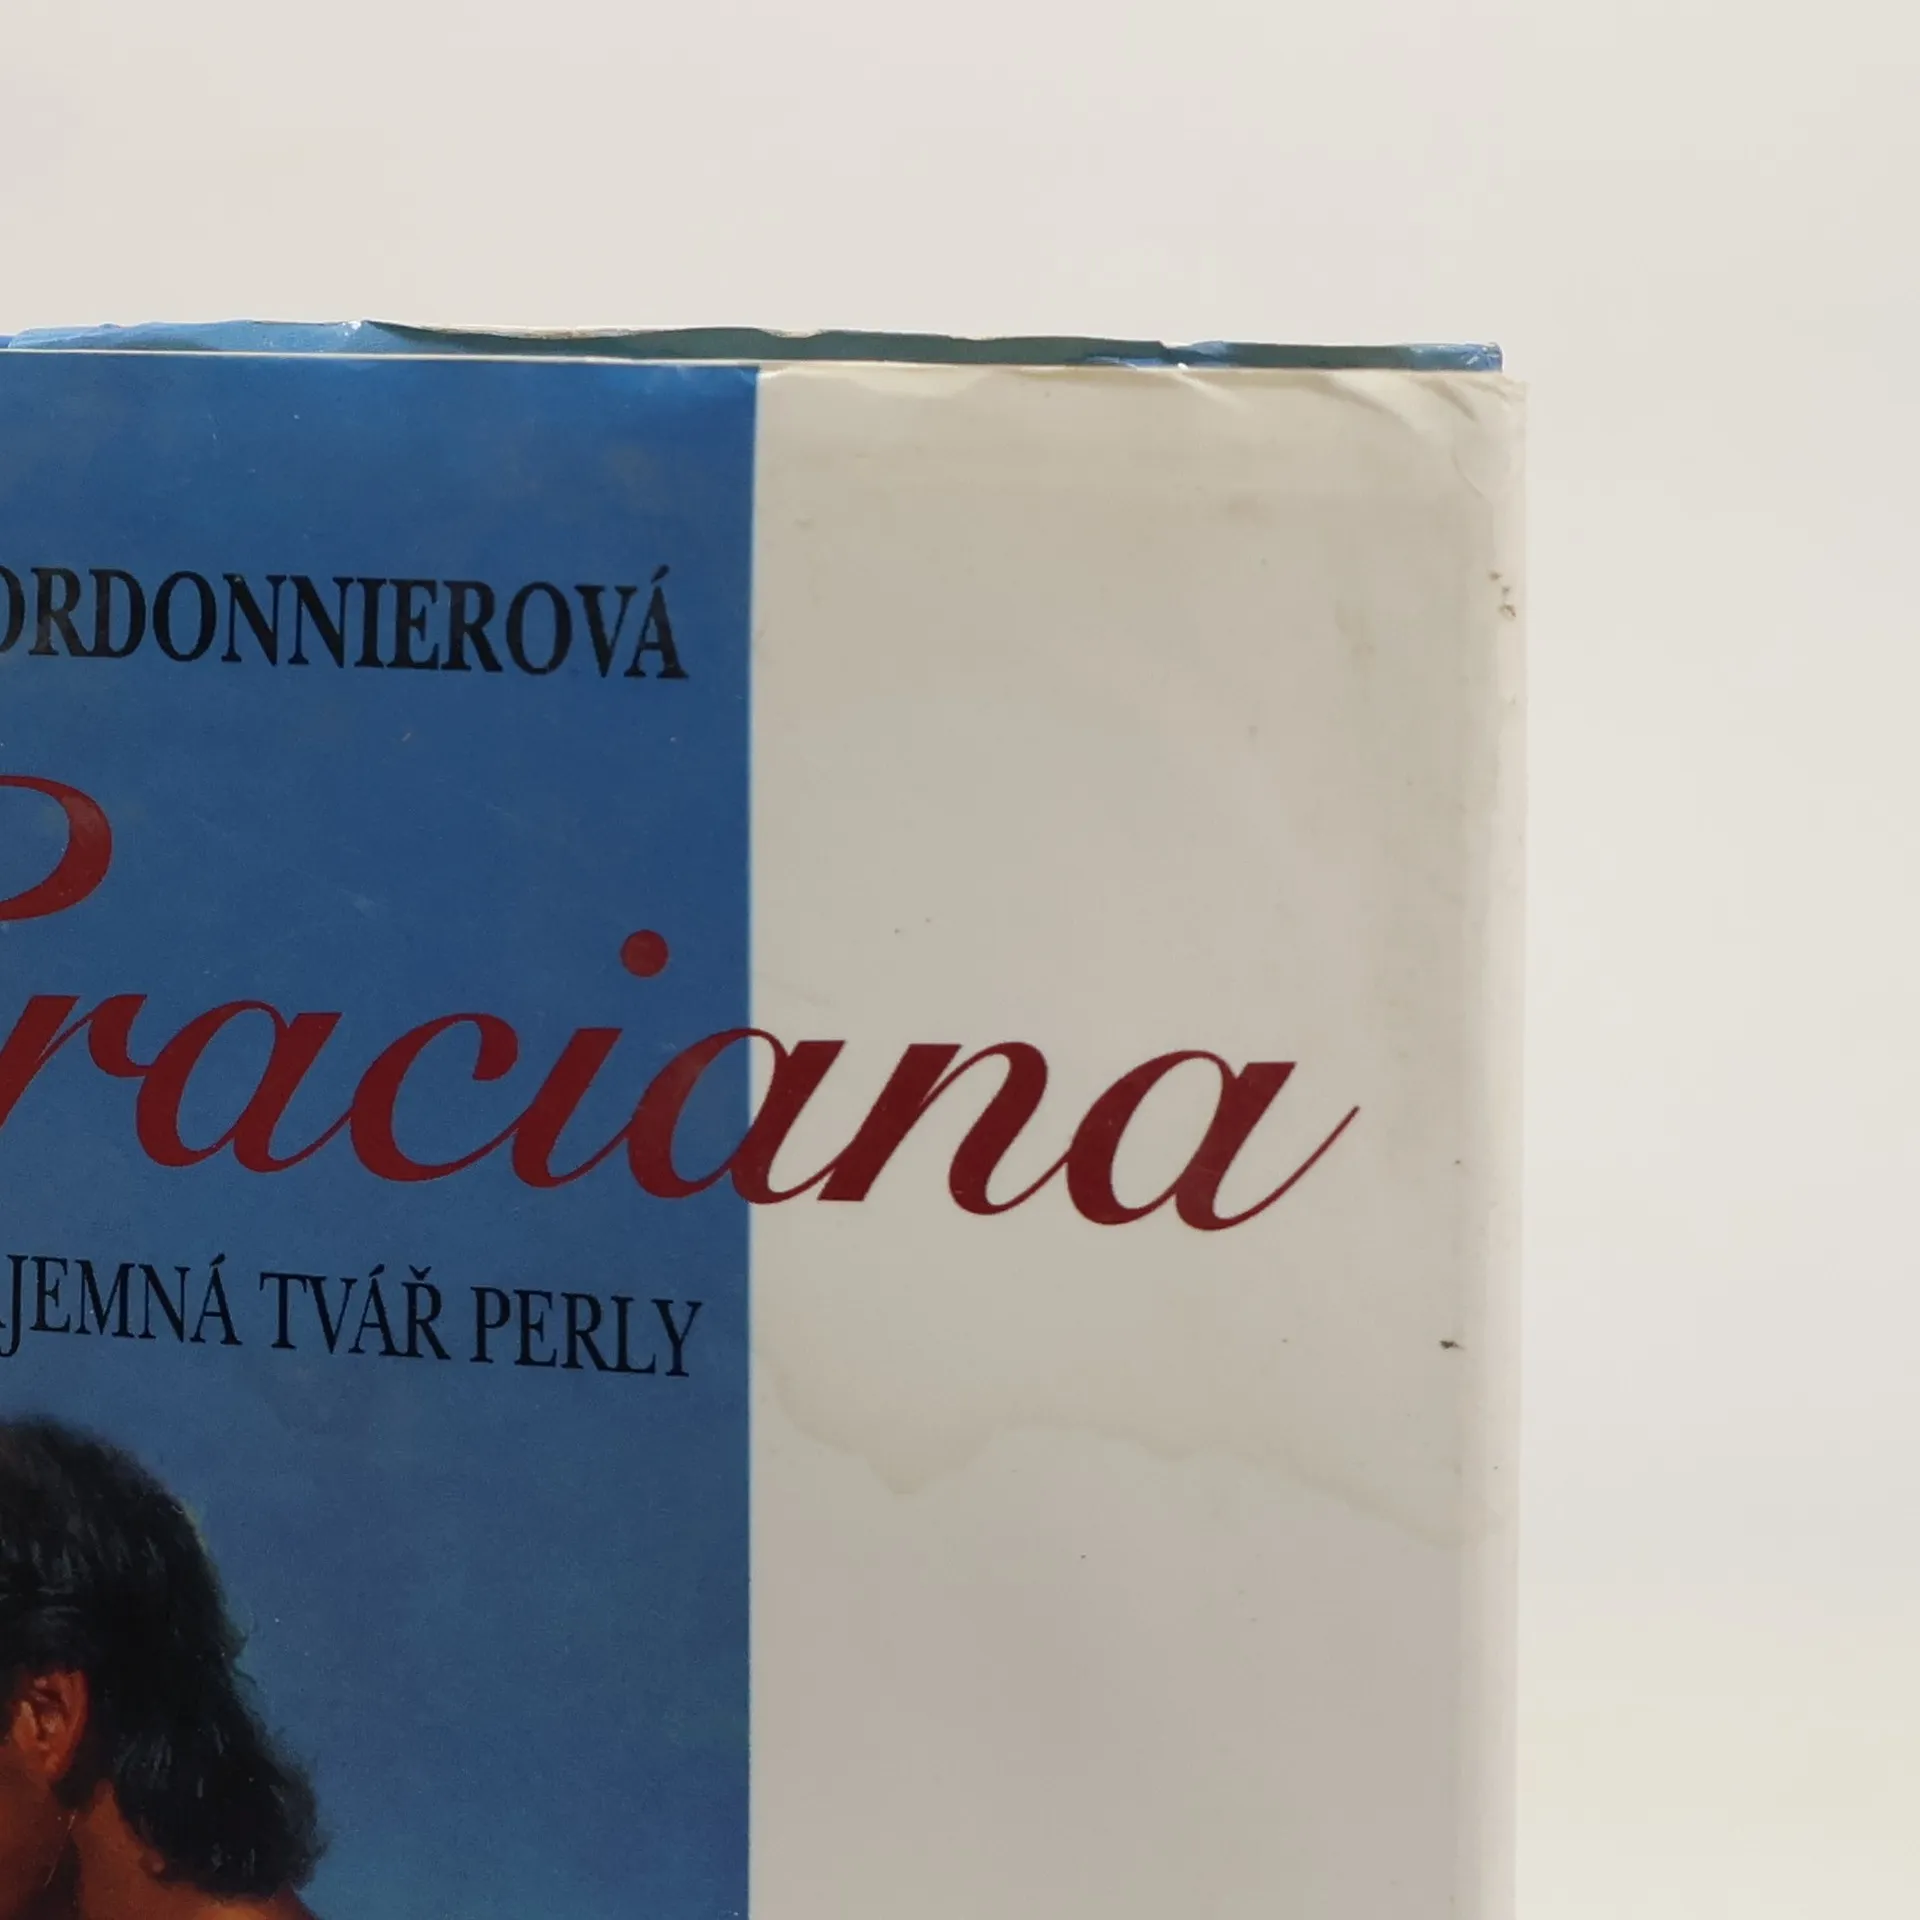 ORDONNIEROVÁ
raciana
JEMNÁ TVÁŘ PERLY